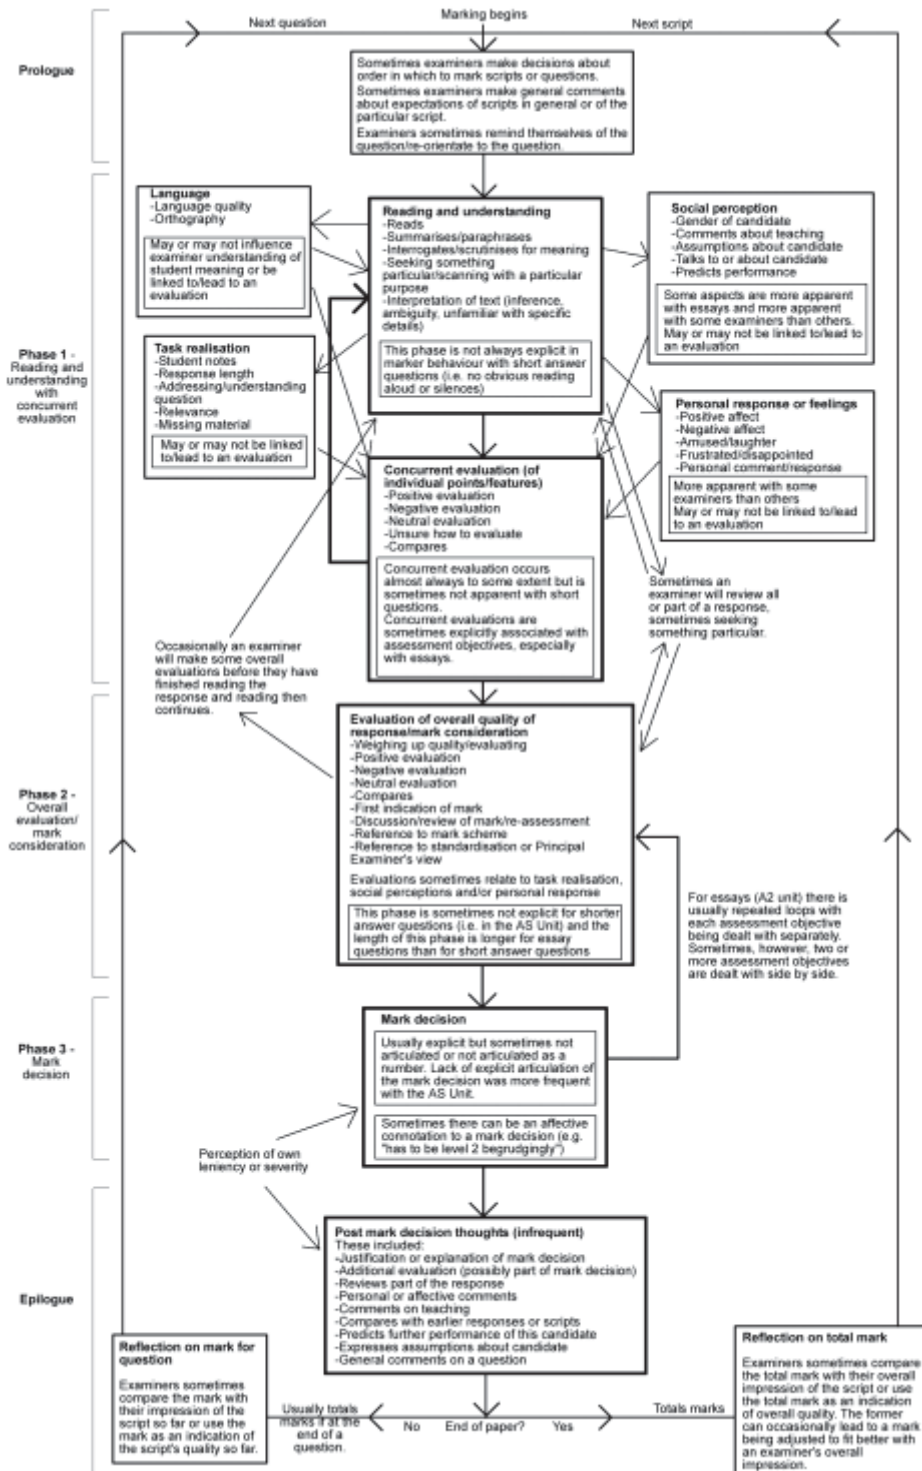 Next question
Marking begins
Next script
Prologue
Sometimes examiners make decisions about
order in which to mark scripts or questions.
Sometimes examiners make general comments
about expectations of scripts in general or of the
particular script.
Examiners sometimes remind themselves of the
question/re-orientate to the question.
Phase 1 -
Reading and
understanding
with
concurrent
evaluation
Language
-Language quality
-Orthography
May or may not influence
examiner understanding of
student meaning or be
linked to/lead to an
evaluation
Reading and understanding
-Reads
-Summarises/paraphrases
-Interrogates/scrutinises for meaning
-Seeking something
particular/scanning with a particular
purpose
-Interpretation of text (inference,
ambiguity, unfamiliar with specific
details)
This phase is not always explicit in
marker behaviour with short answer
questions (i.e. no obvious reading
aloud or silences)
Social perception
-Gender of candidate
-Comments about teaching
-Assumptions about candidate
-Talks to or about candidate
-Predicts performance
Some aspects are more apparent
with essays and more apparent
with some examiners than others.
May or may not be linked to/lead to
an evaluation
Task realisation
-Student notes
-Response length
-Addressing/understanding
question
-Relevance
-Missing material
May or may not be linked
to/lead to an evaluation
Personal response or feelings
-Positive affect
-Negative affect
-Amused/laughter
-Frustrated/disappointed
-Personal comment/response
More apparent with some
examiners than others
May or may not be linked to/lead
to an evaluation
Concurrent evaluation (of
individual points/features)
-Positive evaluation
-Negative evaluation
-Neutral evaluation
-Unsure how to evaluate
-Compares
Concurrent evaluation occurs
almost always to some extent but is
sometimes not apparent with short
questions.
Concurrent evaluations are
sometimes explicitly associated with
assessment objectives, especially
with essays.
Sometimes an
examiner will review all
or part of a response,
sometimes seeking
something particular.
Occasionally an examiner
will make some overall
evaluations before they have
finished reading the
response and reading then
continues.
Phase 2 -
Overall
evaluation/
mark
consideration
Evaluation of overall quality of
response/mark consideration
-Weighing up quality/evaluating
-Positive evaluation
-Negative evaluation
-Neutral evaluation
-Compares
-First indication of mark
-Discussion/review of mark/re-assessment
-Reference to mark scheme
-Reference to standardisation or Principal
Examiner's view
Evaluations sometimes relate to task realisation,
social perceptions and/or personal response
This phase is sometimes not explicit for shorter
answer questions (i.e. in the AS Unit) and the
length of this phase is longer for essay
questions than for short answer questions
For essays (A2 unit) there is
usually repeated loops with
each assessment objective
being dealt with separately.
Sometimes, however, two or
more assessment objectives
are dealt with side by side.
Phase 3 -
Mark
decision
Mark decision
Usually explicit but sometimes not
articulated or not articulated as a
number. Lack of explicit articulation of
the mark decision was more frequent
with the AS Unit.
Sometimes there can be an affective
connotation to a mark decision (e.g.
"has to be level 2 begrudgingly")
Perception of own
leniency or severity
Epilogue
Post mark decision thoughts (infrequent)
These included:
-Justification or explanation of mark decision
-Additional evaluation (possibly part of mark decision)
-Reviews part of the response
-Personal or affective comments
-Comments on teaching
-Compares with earlier responses or scripts
-Predicts further performance of this candidate
-Expresses assumptions about candidate
-General comments on a question
Reflection on mark for
question
Examiners sometimes
compare the mark with
their impression of the
script so far or use the
mark as an indication of
the script's quality so far.
Usually totals
marks if at the
end of a
question.
No
End of paper?
Yes
Totals marks
Reflection on total mark
Examiners sometimes compare
the total mark with their overall
impression of the script or use
the total mark as an indication
of overall quality. The former
can occasionally lead to a mark
being adjusted to fit better with
an examiner's overall
impression.